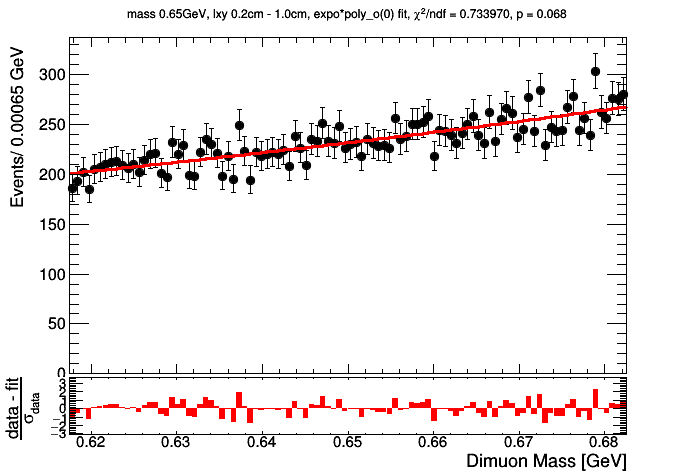 mass 0.65GeV, lxy 0.2cm - 1.0cm, expo*poly_o(0) fit, χ²/ndf = 0.733970, p = 0.068
Events/ 0.00065 GeV
300
250
200
150
100
50
0
data - fit
σdata
3
2
1
0
−1
−2
−3
0.62 0.63 0.64 0.65 0.66 0.67 0.68
Dimuon Mass [GeV]